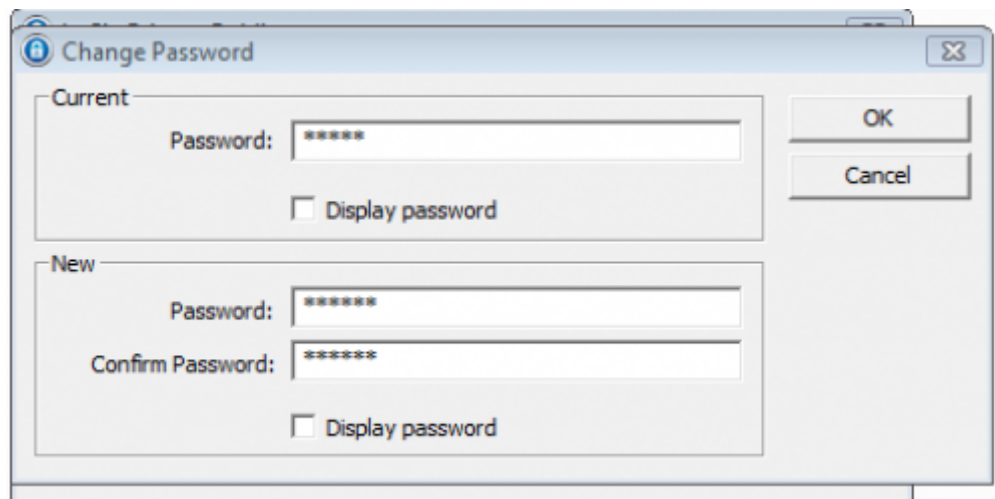 Change Password
Current
Password: *****
Display password
OK
Cancel
New
Password: ******
Confirm Password: ******
Display password